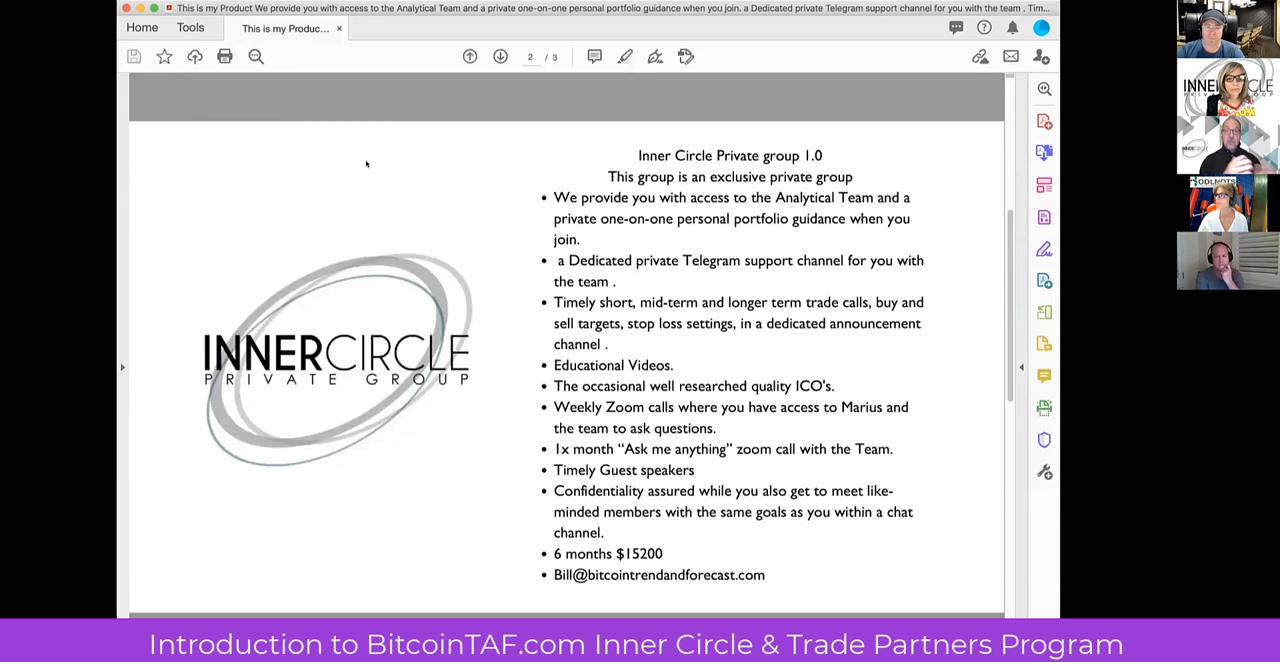 This is my Product We provide you with access to the Analytical Team and a private one-on-one personal portfolio guidance when you join. a Dedicated private Telegram support channel for you with the team . Tim...
Home Tools This is my Produc... ×
2 / 3
Inner Circle Private group 1.0
This group is an exclusive private group
• We provide you with access to the Analytical Team and a
private one-on-one personal portfolio guidance when you
join.
• a Dedicated private Telegram support channel for you with
the team .
• Timely short, mid-term and longer term trade calls, buy and
sell targets, stop loss settings, in a dedicated announcement
channel .
• Educational Videos.
• The occasional well researched quality ICO's.
• Weekly Zoom calls where you have access to Marius and
the team to ask questions.
• 1x month “Ask me anything” zoom call with the Team.
• Timely Guest speakers
• Confidentiality assured while you also get to meet like-
minded members with the same goals as you within a chat
channel.
• 6 months $15200
• Bill@bitcointrendandforecast.com
INNERCIRCLE
PRIVATE GROUP
Introduction to BitcoinTAF.com Inner Circle & Trade Partners Program